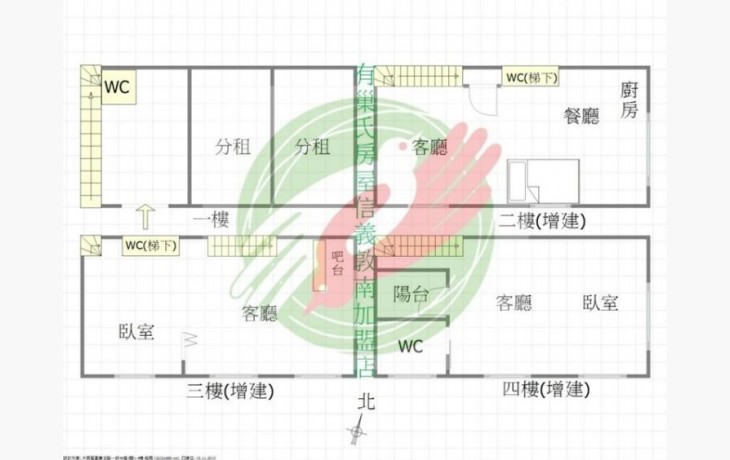 WC
分租
分租
一樓
WC(梯下)
廚房
餐廳
客廳
二樓(增建)
WC(梯下)
吧台
客廳
臥室
三樓(增建)
陽台
客廳
臥室
WC
四樓(增建)
有巢氏房屋信義敦南加盟店
北